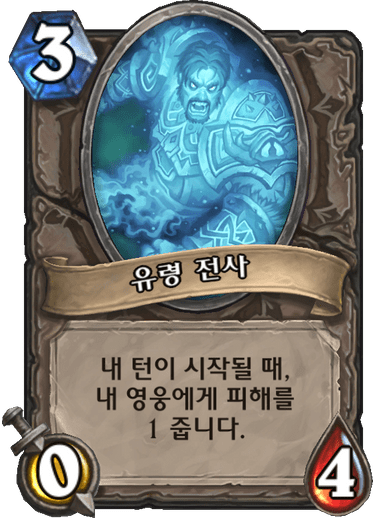 3
유령 전사
내 턴이 시작될 때,
내 영웅에게 피해를
1 줍니다.
0
4